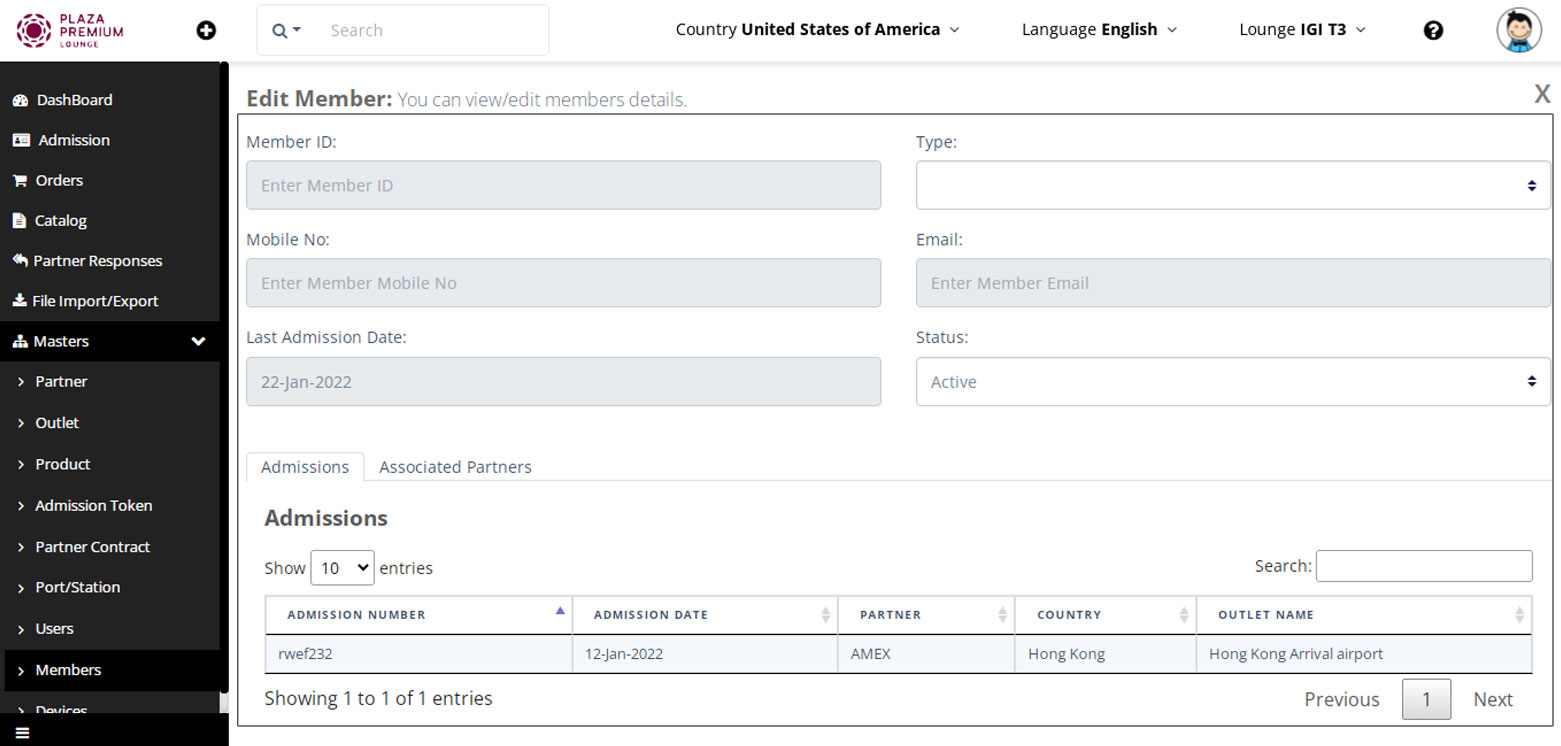 PLAZA
PREMIUM
LOUNGE
Search
Country United States of America
Language English
Lounge IGI T3
DashBoard
Admission
Orders
Catalog
Partner Responses
File Import/Export
Masters
Partner
Outlet
Product
Admission Token
Partner Contract
Port/Station
Users
Members
Devices
Edit Member: You can view/edit members details.
X
Member ID:
Type:
Enter Member ID
Mobile No:
Email:
Enter Member Mobile No
Enter Member Email
Last Admission Date:
Status:
22-Jan-2022
Active
Admissions
Associated Partners
Admissions
Show 10 entries
Search:
ADMISSION NUMBER
ADMISSION DATE
PARTNER
COUNTRY
OUTLET NAME
rwef232
12-Jan-2022
AMEX
Hong Kong
Hong Kong Arrival airport
Showing 1 to 1 of 1 entries
Previous
1
Next